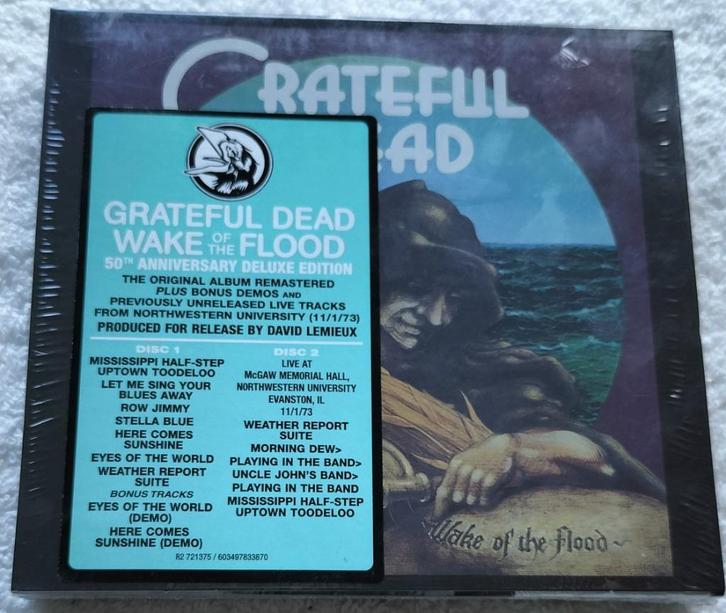 GRATEFUL
EAD
GRATEFUL DEAD
WAKE OF THE FLOOD
50TH ANNIVERSARY DELUXE EDITION
THE ORIGINAL ALBUM REMASTERED
PLUS BONUS DEMOS AND
PREVIOUSLY UNRELEASED LIVE TRACKS
FROM NORTHWESTERN UNIVERSITY (11/1/73)
PRODUCED FOR RELEASE BY DAVID LEMIEUX
DISC 1
MISSISSIPPI HALF-STEP
UPTOWN TOODELOO
LET ME SING YOUR
BLUES AWAY
ROW JIMMY
STELLA BLUE
HERE COMES
SUNSHINE
EYES OF THE WORLD
WEATHER REPORT
SUITE
BONUS TRACKS
EYES OF THE WORLD
(DEMO)
HERE COMES
SUNSHINE (DEMO)
DISC 2
LIVE AT
McGAW MEMORIAL HALL,
NORTHWESTERN UNIVERSITY
EVANSTON, IL
11/1/73
WEATHER REPORT
SUITE
MORNING DEW>
PLAYING IN THE BAND>
UNCLE JOHN'S BAND>
PLAYING IN THE BAND
MISSISSIPPI HALF-STEP
UPTOWN TOODELOO
R2 721375 / 603497833870
Wake of the flood~